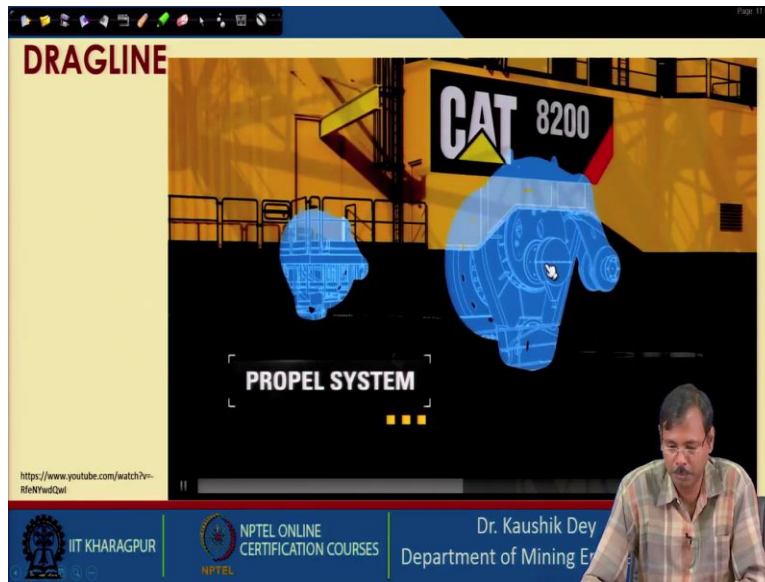 Page 11
DRAGLINE
CAT 8200
PROPEL SYSTEM
https://www.youtube.com/watch?v=-
RfeNYwdQwI
IIT KHARAGPUR
NPTEL
NPTEL ONLINE
CERTIFICATION COURSES
Dr. Kaushik Dey
Department of Mining